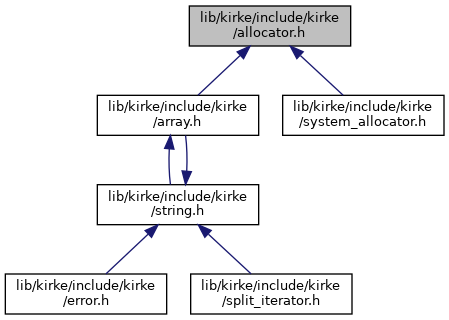 lib/kirke/include/kirke
/allocator.h
lib/kirke/include/kirke
/array.h
lib/kirke/include/kirke
/system_allocator.h
lib/kirke/include/kirke
/string.h
lib/kirke/include/kirke
/error.h
lib/kirke/include/kirke
/split_iterator.h